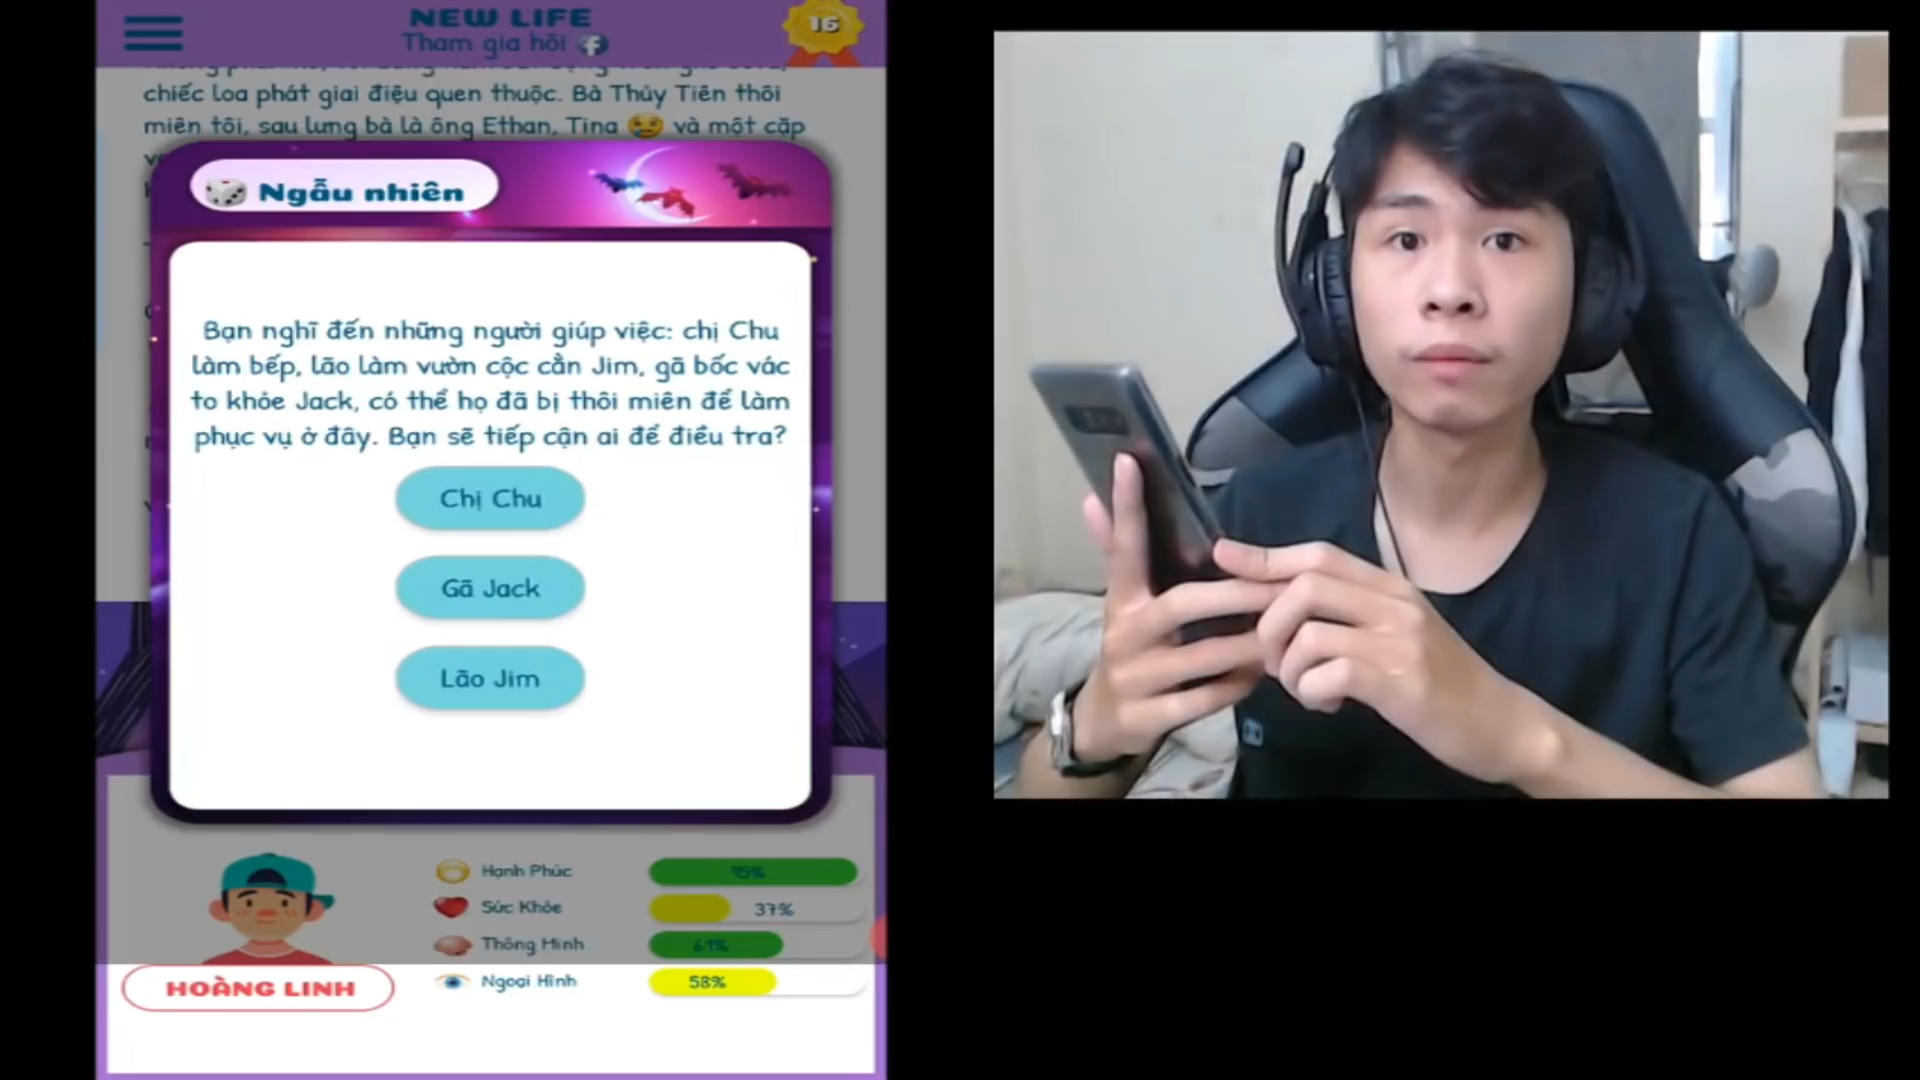 NEW LIFE
Tham gia hội
16
chiếc loa phát giai điệu quen thuộc. Bà Thủy Tiên thôi
miên tôi, sau lưng bà là ông Ethan, Tina 😢 và một cặp
Ngẫu nhiên
Bạn nghĩ đến những người giúp việc: chị Chu
làm bếp, lão làm vườn cộc cằn Jim, gã bốc vác
to khỏe Jack, có thể họ đã bị thôi miên để làm
phục vụ ở đây. Bạn sẽ tiếp cận ai để điều tra?
Chị Chu
Gã Jack
Lão Jim
Hạnh Phúc 95%
Sức Khỏe 37%
Thông Minh 61%
Ngoại Hình 58%
HOÀNG LINH